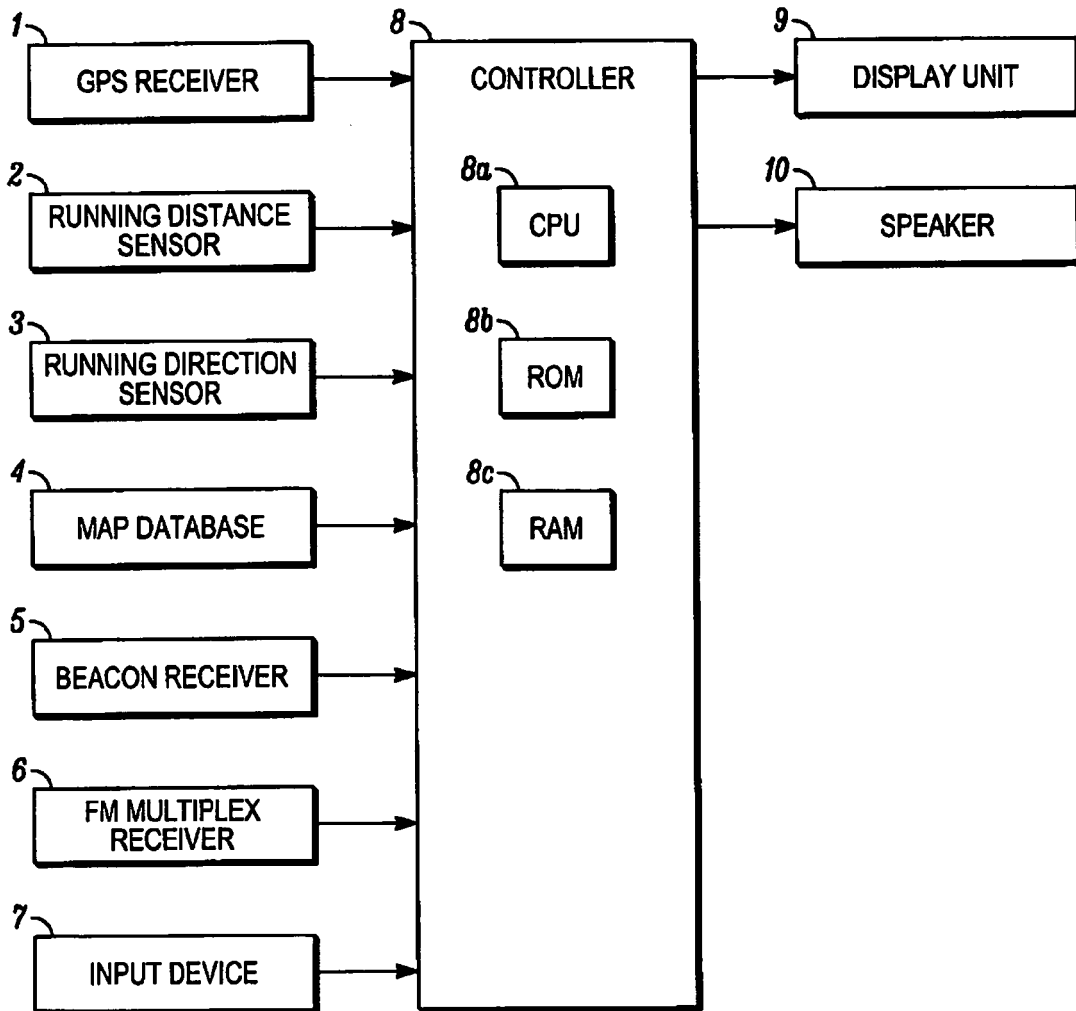 1
GPS RECEIVER
2
RUNNING DISTANCE
SENSOR
3
RUNNING DIRECTION
SENSOR
4
MAP DATABASE
5
BEACON RECEIVER
6
FM MULTIPLEX
RECEIVER
7
INPUT DEVICE
8
CONTROLLER
8a
CPU
8b
ROM
8c
RAM
9
DISPLAY UNIT
10
SPEAKER